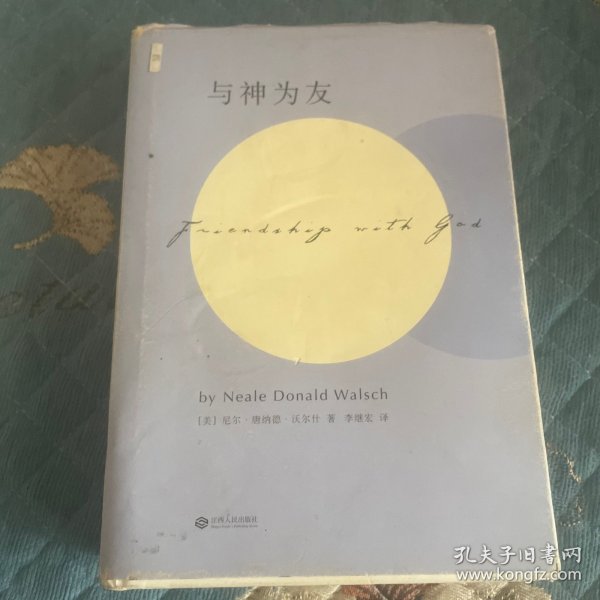 与神为友
Friendship with God
by Neale Donald Walsch
[美] 尼尔·唐纳德·沃尔什 著 李继宏 译
江西人民出版社
孔夫子旧书网
www.kongfz.com